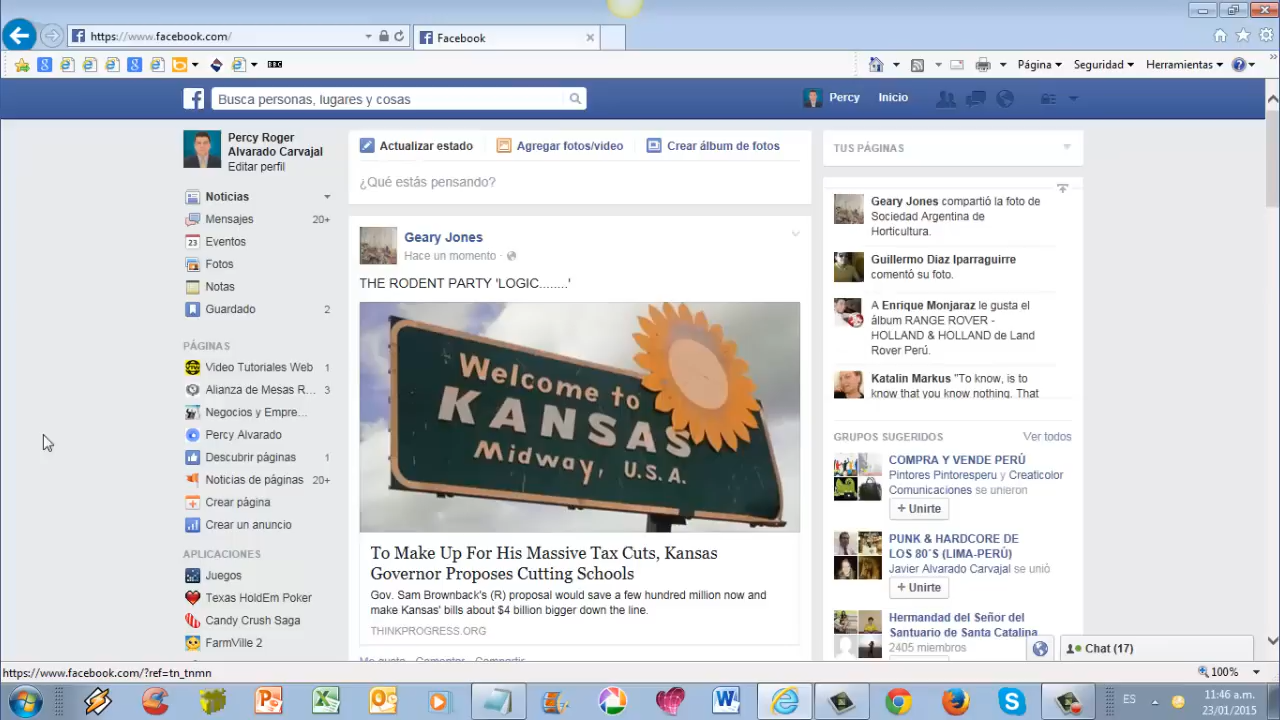 https://www.facebook.com/
Facebook
BBC
Página
Seguridad
Herramientas
Busca personas, lugares y cosas
Percy
Inicio
Percy Roger
Alvarado Carvajal
Editar perfil
Noticias
Mensajes 20+
23 Eventos
Fotos
Notas
Guardado 2
PÁGINAS
Video Tutoriales Web 1
Alianza de Mesas R... 3
Negocios y Empre...
Percy Alvarado
Descubrir páginas 1
Noticias de páginas 20+
Crear página
Crear un anuncio
APLICACIONES
Juegos
Texas HoldEm Poker
Candy Crush Saga
FarmVille 2
Actualizar estado
Agregar fotos/video
Crear álbum de fotos
¿Qué estás pensando?
Geary Jones
Hace un momento ·
THE RODENT PARTY 'LOGIC........'
Welcome to
KANSAS
Midway, U.S.A.
To Make Up For His Massive Tax Cuts, Kansas
Governor Proposes Cutting Schools
Gov. Sam Brownback's (R) proposal would save a few hundred million now and
make Kansas' bills about $4 billion bigger down the line.
THINKPROGRESS.ORG
Me gusta · Comentar · Compartir
TUS PÁGINAS
Geary Jones compartió la foto de
Sociedad Argentina de
Horticultura.
Guillermo Diaz Iparraguirre
comentó su foto.
A Enrique Monjaraz le gusta el
álbum RANGE ROVER -
HOLLAND & HOLLAND de Land
Rover Perú.
Katalin Markus "To know, is to
know that you know nothing. That
GRUPOS SUGERIDOS
Ver todos
COMPRA Y VENDE PERÚ
Pintores Pintoresperu y Creaticolor
Comunicaciones se unieron
+ Unirte
PUNK & HARDCORE DE
LOS 80´S (LIMA-PERÚ)
Javier Alvarado Carvajal se unió
+ Unirte
Hermandad del Señor del
Santuario de Santa Catalina
2405 miembros
Chat (17)
https://www.facebook.com/?ref=tn_tnmn
100%
ES
11:46 a.m.
23/01/2015